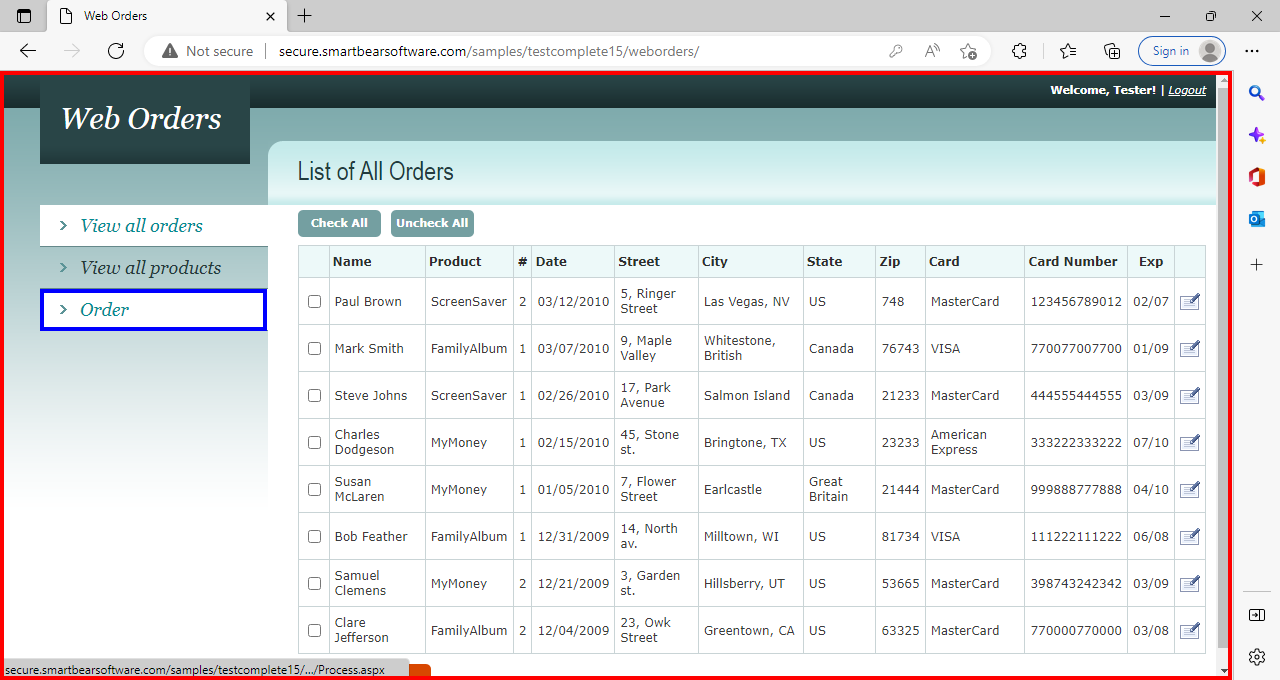 Web Orders
Not secure
secure.smartbearsoftware.com/samples/testcomplete15/weborders/
Sign in
Welcome, Tester! | Logout
Web Orders
List of All Orders
View all orders
View all products
Order
Check All
Uncheck All
Name Product # Date Street City State Zip Card Card Number Exp
Paul Brown ScreenSaver 2 03/12/2010 5, Ringer Street Las Vegas, NV US 748 MasterCard 123456789012 02/07
Mark Smith FamilyAlbum 1 03/07/2010 9, Maple Valley Whitestone, British Canada 76743 VISA 770077007700 01/09
Steve Johns ScreenSaver 1 02/26/2010 17, Park Avenue Salmon Island Canada 21233 MasterCard 444555444555 03/09
Charles Dodgeson MyMoney 1 02/15/2010 45, Stone st. Bringtone, TX US 23233 American Express 333222333222 07/10
Susan McLaren MyMoney 1 01/05/2010 7, Flower Street Earlcastle Great Britain 21444 MasterCard 999888777888 04/10
Bob Feather FamilyAlbum 1 12/31/2009 14, North av. Milltown, WI US 81734 VISA 111222111222 06/08
Samuel Clemens MyMoney 2 12/21/2009 3, Garden st. Hillsberry, UT US 53665 MasterCard 398743242342 03/09
Clare Jefferson FamilyAlbum 2 12/04/2009 23, Owk Street Greentown, CA US 63325 MasterCard 770000770000 03/08
secure.smartbearsoftware.com/samples/testcomplete15/.../Process.aspx